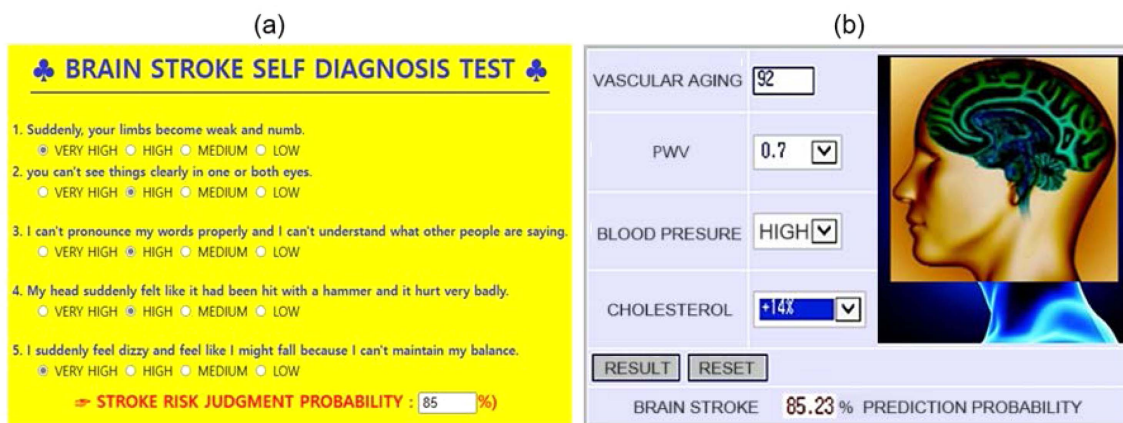 (a)
♣ BRAIN STROKE SELF DIAGNOSIS TEST ♣
1. Suddenly, your limbs become weak and numb.
VERY HIGH HIGH MEDIUM LOW
2. you can't see things clearly in one or both eyes.
VERY HIGH HIGH MEDIUM LOW
3. I can't pronounce my words properly and I can't understand what other people are saying.
VERY HIGH HIGH MEDIUM LOW
4. My head suddenly felt like it had been hit with a hammer and it hurt very badly.
VERY HIGH HIGH MEDIUM LOW
5. I suddenly feel dizzy and feel like I might fall because I can't maintain my balance.
VERY HIGH HIGH MEDIUM LOW
☞ STROKE RISK JUDGMENT PROBABILITY : 85 %)
(b)
VASCULAR AGING 92
PWV 0.7
BLOOD PRESURE HIGH
CHOLESTEROL +14%
RESULT RESET
BRAIN STROKE 85.23 % PREDICTION PROBABILITY